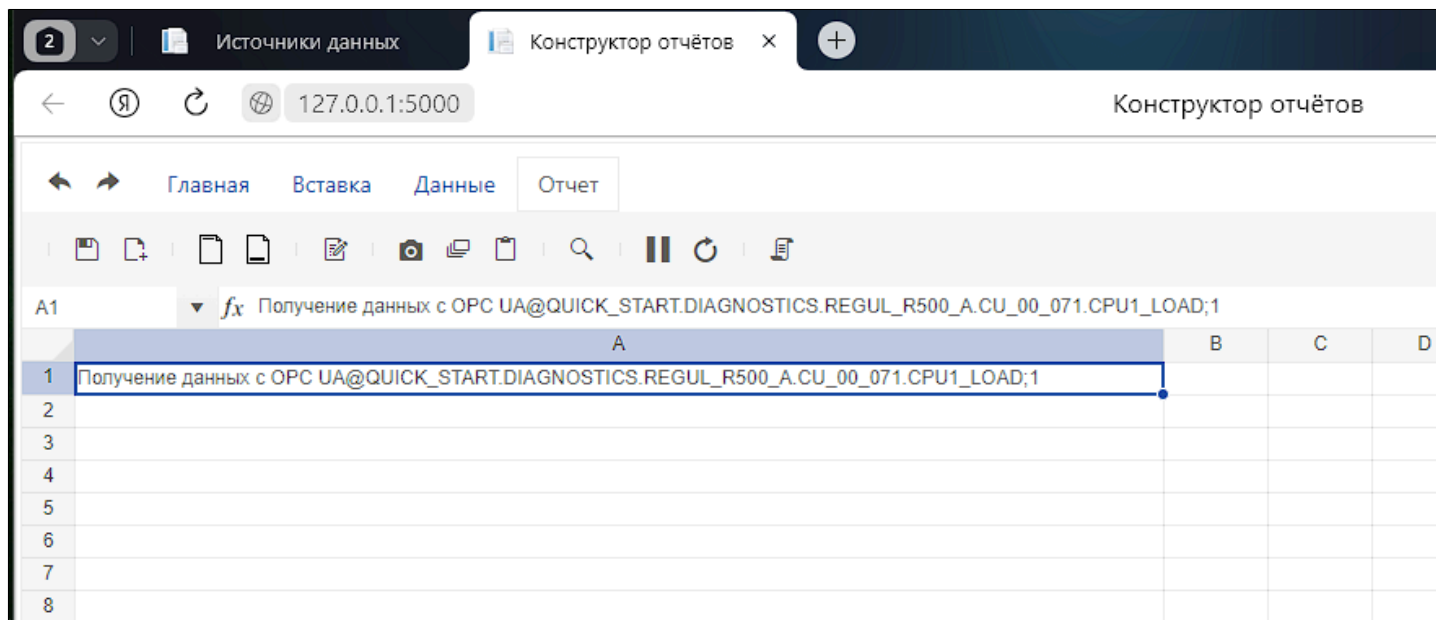 2 Источники данных Конструктор отчётов
Я 127.0.0.1:5000 Конструктор отчётов
Главная Вставка Данные Отчет
A1 fx Получение данных с OPC UA@QUICK_START.DIAGNOSTICS.REGUL_R500_A.CU_00_071.CPU1_LOAD;1
A B C D
1 Получение данных с OPC UA@QUICK_START.DIAGNOSTICS.REGUL_R500_A.CU_00_071.CPU1_LOAD;1
2
3
4
5
6
7
8